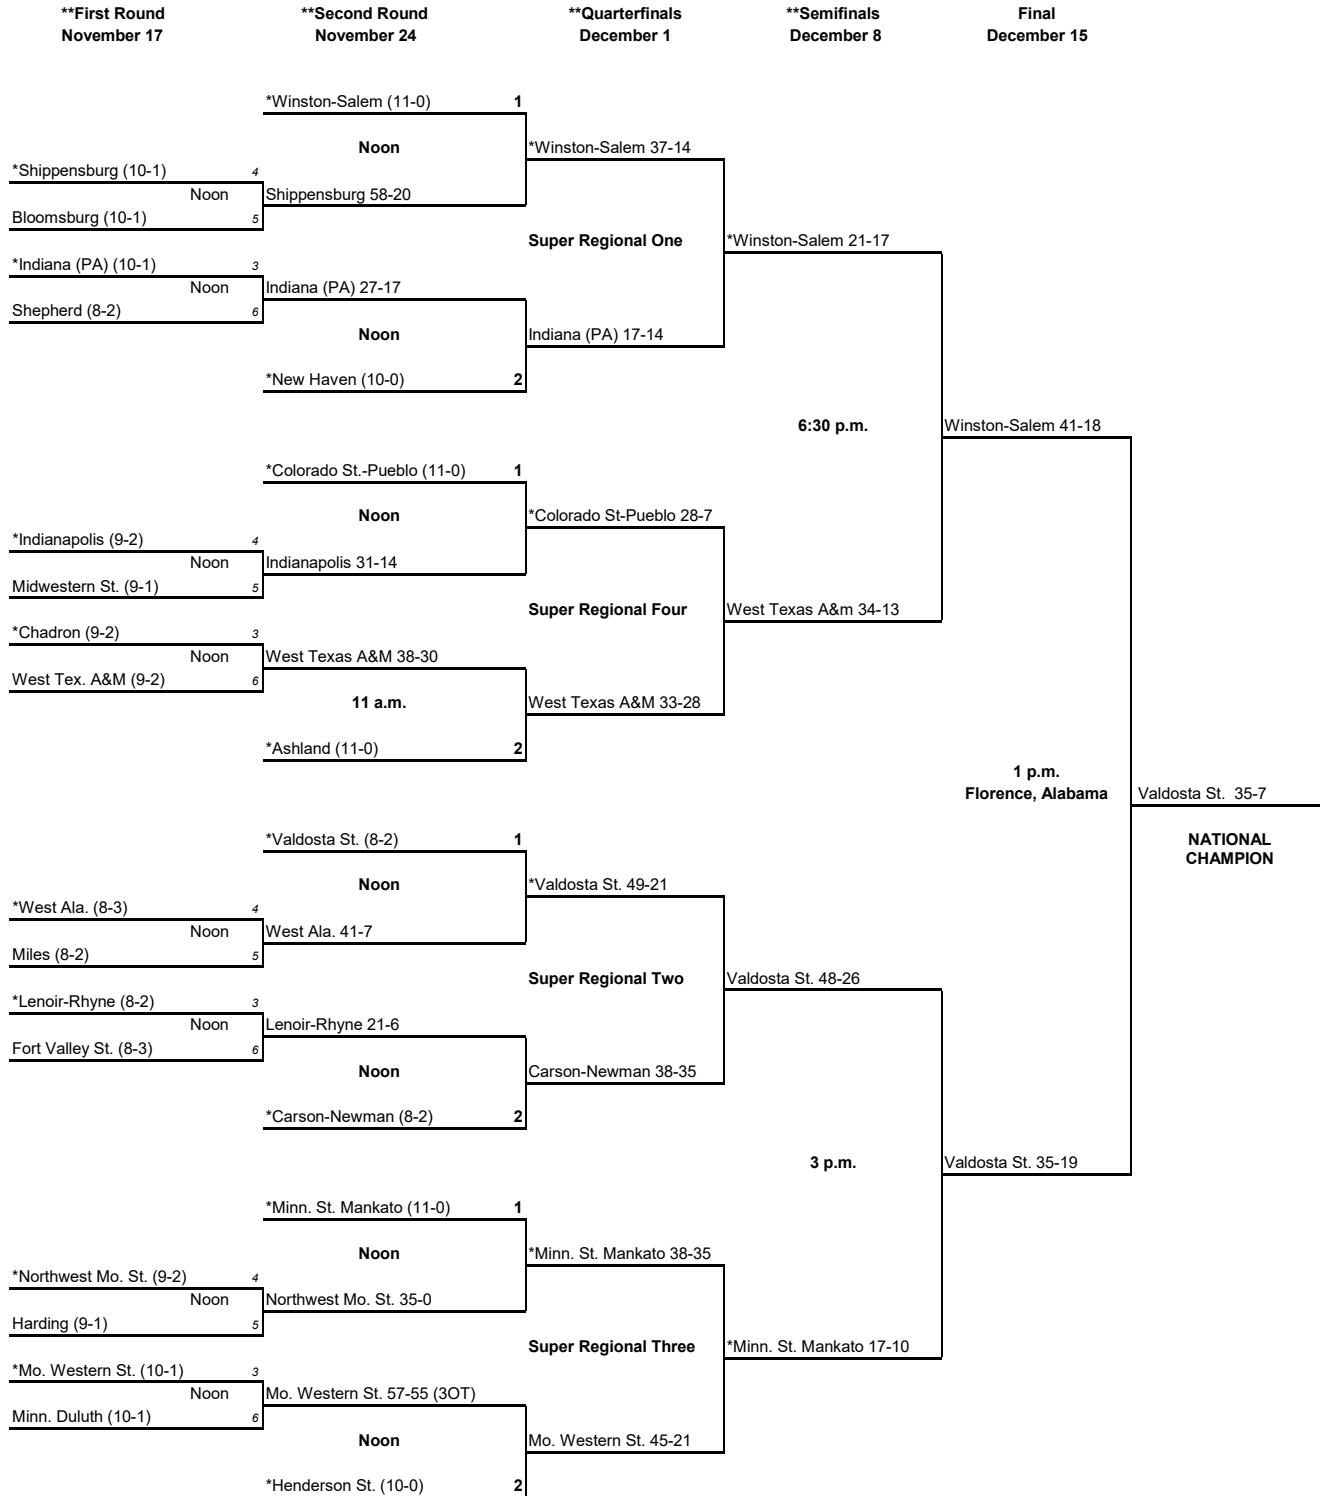 **First Round **Second Round **Quarterfinals **Semifinals Final
November 17 November 24 December 1 December 8 December 15
*Winston-Salem (11-0) 1
Noon *Winston-Salem 37-14
*Shippensburg (10-1) 4
Noon Shippensburg 58-20
Bloomsburg (10-1) 5
Super Regional One *Winston-Salem 21-17
*Indiana (PA) (10-1) 3
Noon Indiana (PA) 27-17
Shepherd (8-2) 6
Noon Indiana (PA) 17-14
*New Haven (10-0) 2
6:30 p.m. Winston-Salem 41-18
*Colorado St.-Pueblo (11-0) 1
Noon *Colorado St-Pueblo 28-7
*Indianapolis (9-2) 4
Noon Indianapolis 31-14
Midwestern St. (9-1) 5
Super Regional Four West Texas A&m 34-13
*Chadron (9-2) 3
Noon West Texas A&M 38-30
West Tex. A&M (9-2) 6
11 a.m. West Texas A&M 33-28
*Ashland (11-0) 2
1 p.m.
Florence, Alabama Valdosta St. 35-7
*Valdosta St. (8-2) 1 NATIONAL
CHAMPION
Noon *Valdosta St. 49-21
*West Ala. (8-3) 4
Noon West Ala. 41-7
Miles (8-2) 5
Super Regional Two Valdosta St. 48-26
*Lenoir-Rhyne (8-2) 3
Noon Lenoir-Rhyne 21-6
Fort Valley St. (8-3) 6
Noon Carson-Newman 38-35
*Carson-Newman (8-2) 2
3 p.m. Valdosta St. 35-19
*Minn. St. Mankato (11-0) 1
Noon *Minn. St. Mankato 38-35
*Northwest Mo. St. (9-2) 4
Noon Northwest Mo. St. 35-0
Harding (9-1) 5
Super Regional Three *Minn. St. Mankato 17-10
*Mo. Western St. (10-1) 3
Noon Mo. Western St. 57-55 (3OT)
Minn. Duluth (10-1) 6
Noon Mo. Western St. 45-21
*Henderson St. (10-0) 2